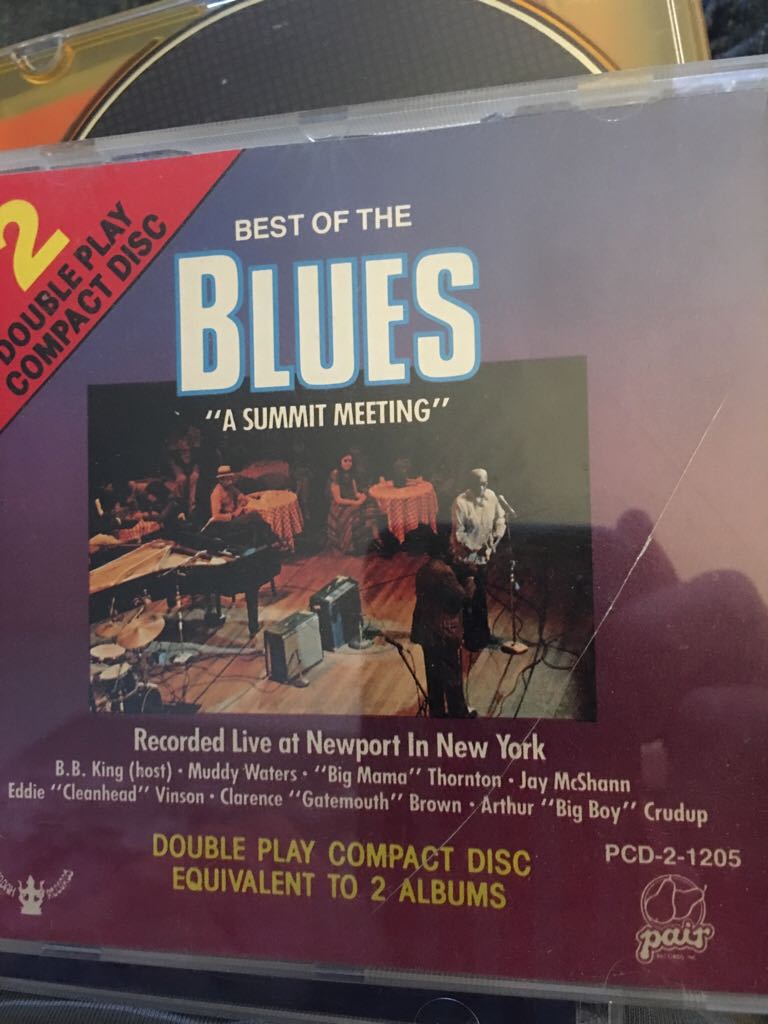 2
DOUBLE PLAY
COMPACT DISC
BEST OF THE
BLUES
"A SUMMIT MEETING"
Recorded Live at Newport In New York
B.B. King (host) • Muddy Waters • "Big Mama" Thornton • Jay McShann
Eddie "Cleanhead" Vinson • Clarence "Gatemouth" Brown • Arthur "Big Boy" Crudup
DOUBLE PLAY COMPACT DISC
EQUIVALENT TO 2 ALBUMS
PCD-2-1205
pair
RECORDS INC.